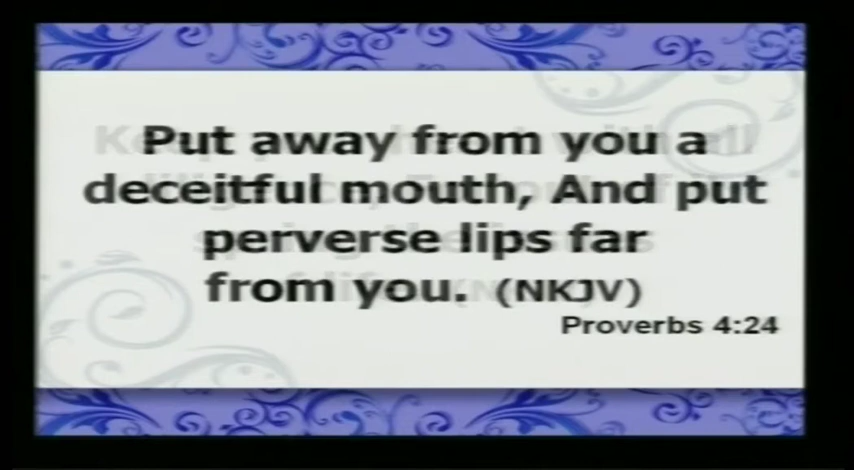 Put away from you a
deceitful mouth, And put
perverse lips far
from you. (NKJV)
Proverbs 4:24